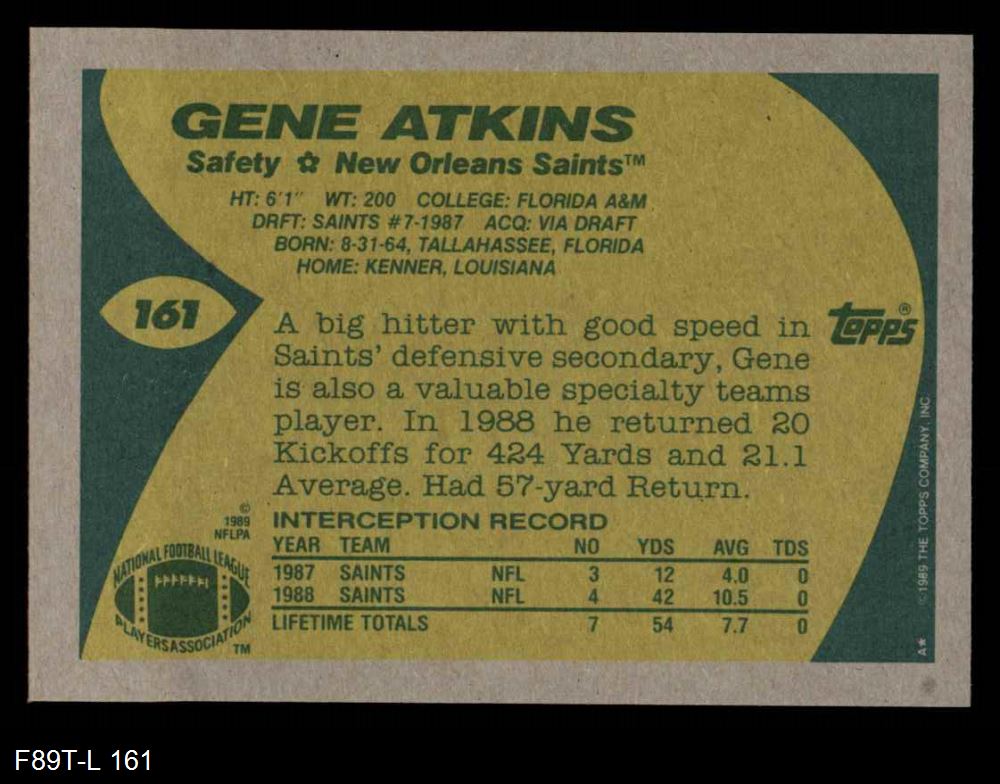 GENE ATKINS
Safety ✿ New Orleans Saints™
HT: 6'1" WT: 200 COLLEGE: FLORIDA A&M
DRFT: SAINTS #7-1987 ACQ: VIA DRAFT
BORN: 8-31-64, TALLAHASSEE, FLORIDA
HOME: KENNER, LOUISIANA
161
topps®
A big hitter with good speed in
Saints' defensive secondary, Gene
is also a valuable specialty teams
player. In 1988 he returned 20
Kickoffs for 424 Yards and 21.1
Average. Had 57-yard Return.
©
1989
NFLPA
NATIONAL FOOTBALL LEAGUE
PLAYERS ASSOCIATION
TM
INTERCEPTION RECORD
YEAR TEAM NO YDS AVG TDS
1987 SAINTS NFL 3 12 4.0 0
1988 SAINTS NFL 4 42 10.5 0
LIFETIME TOTALS 7 54 7.7 0
©1989 THE TOPPS COMPANY, INC.
A★
F89T-L 161